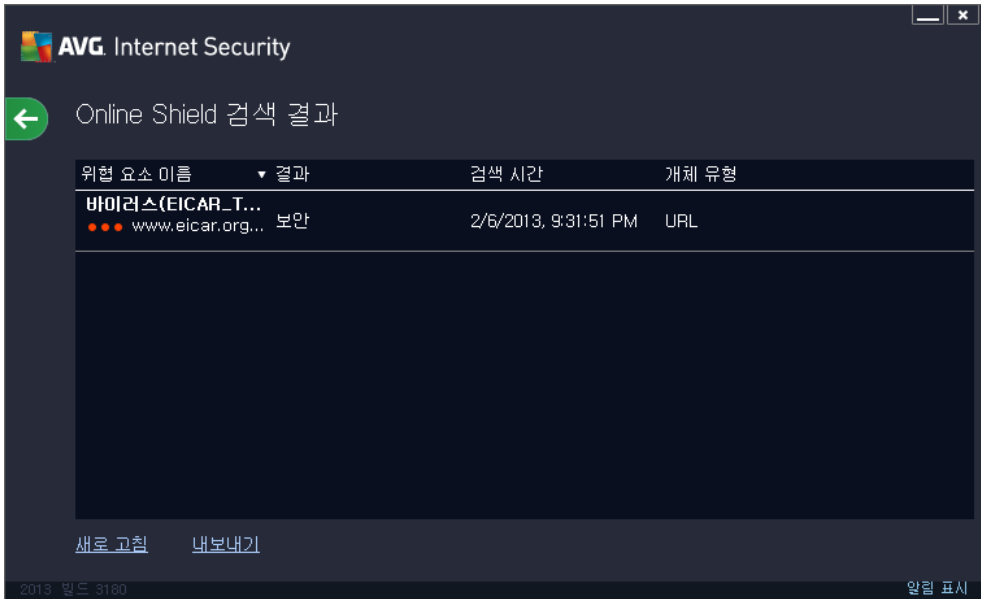 AVG. Internet Security
Online Shield 검색 결과
위협 요소 이름 결과 검색 시간 개체 유형
바이러스(EICAR_T...
www.eicar.org... 보안 2/6/2013, 9:31:51 PM URL
새로 고침 내보내기
2013 빌드 3180 알림 표시